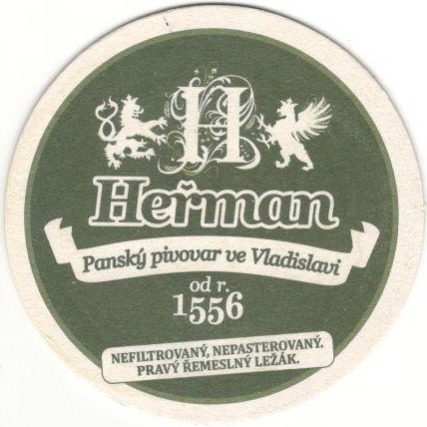 H
Heřman
Panský pivovar ve Vladislavi
od r.
1556
NEFILTROVANÝ, NEPASTEROVANÝ.
PRAVÝ ŘEMESLNÝ LEŽÁK.